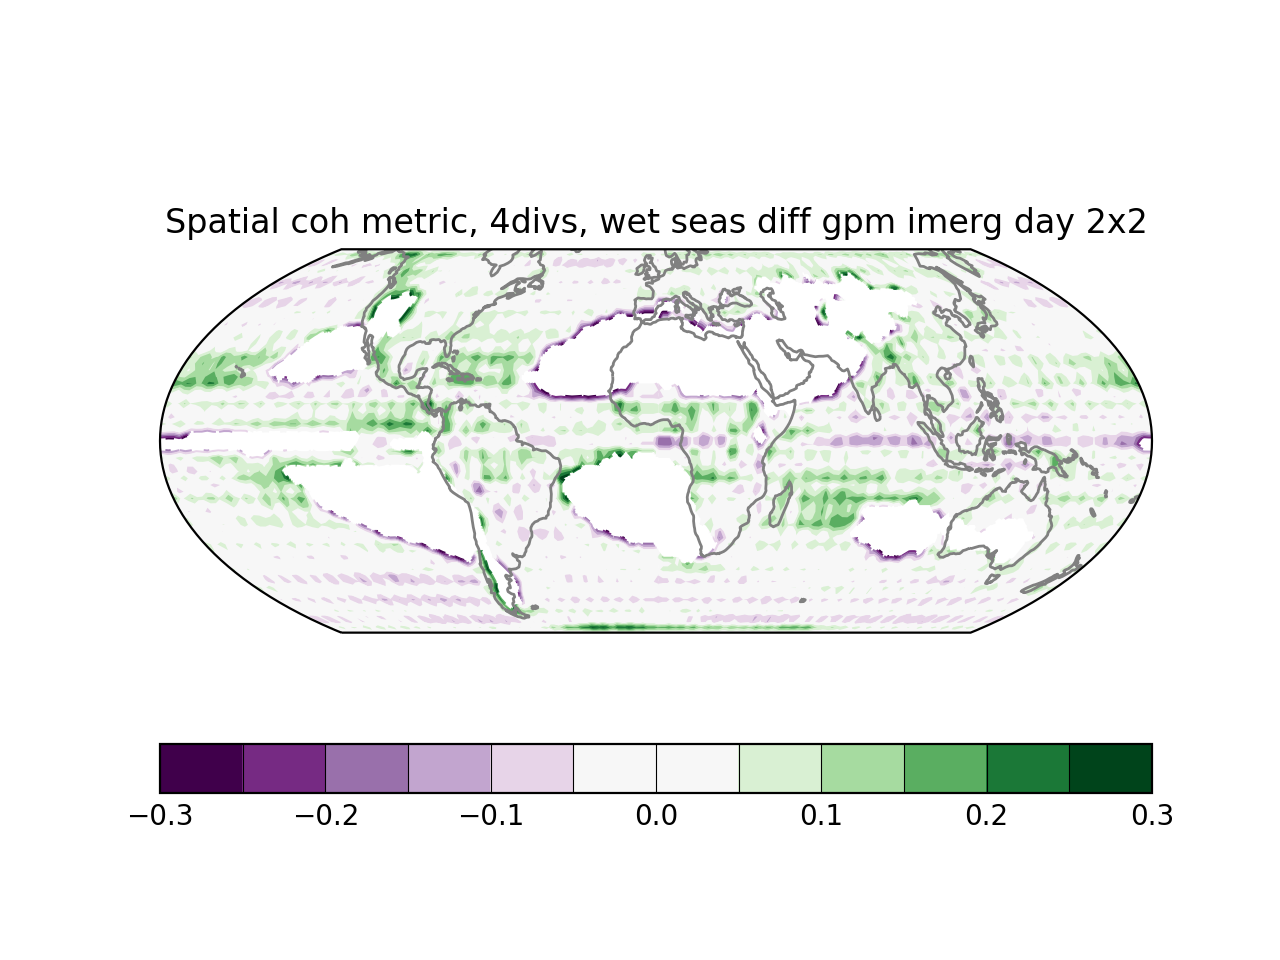 Spatial coh metric, 4divs, wet seas diff gpm imerg day 2x2
−0.3 −0.2 −0.1 0.0 0.1 0.2 0.3